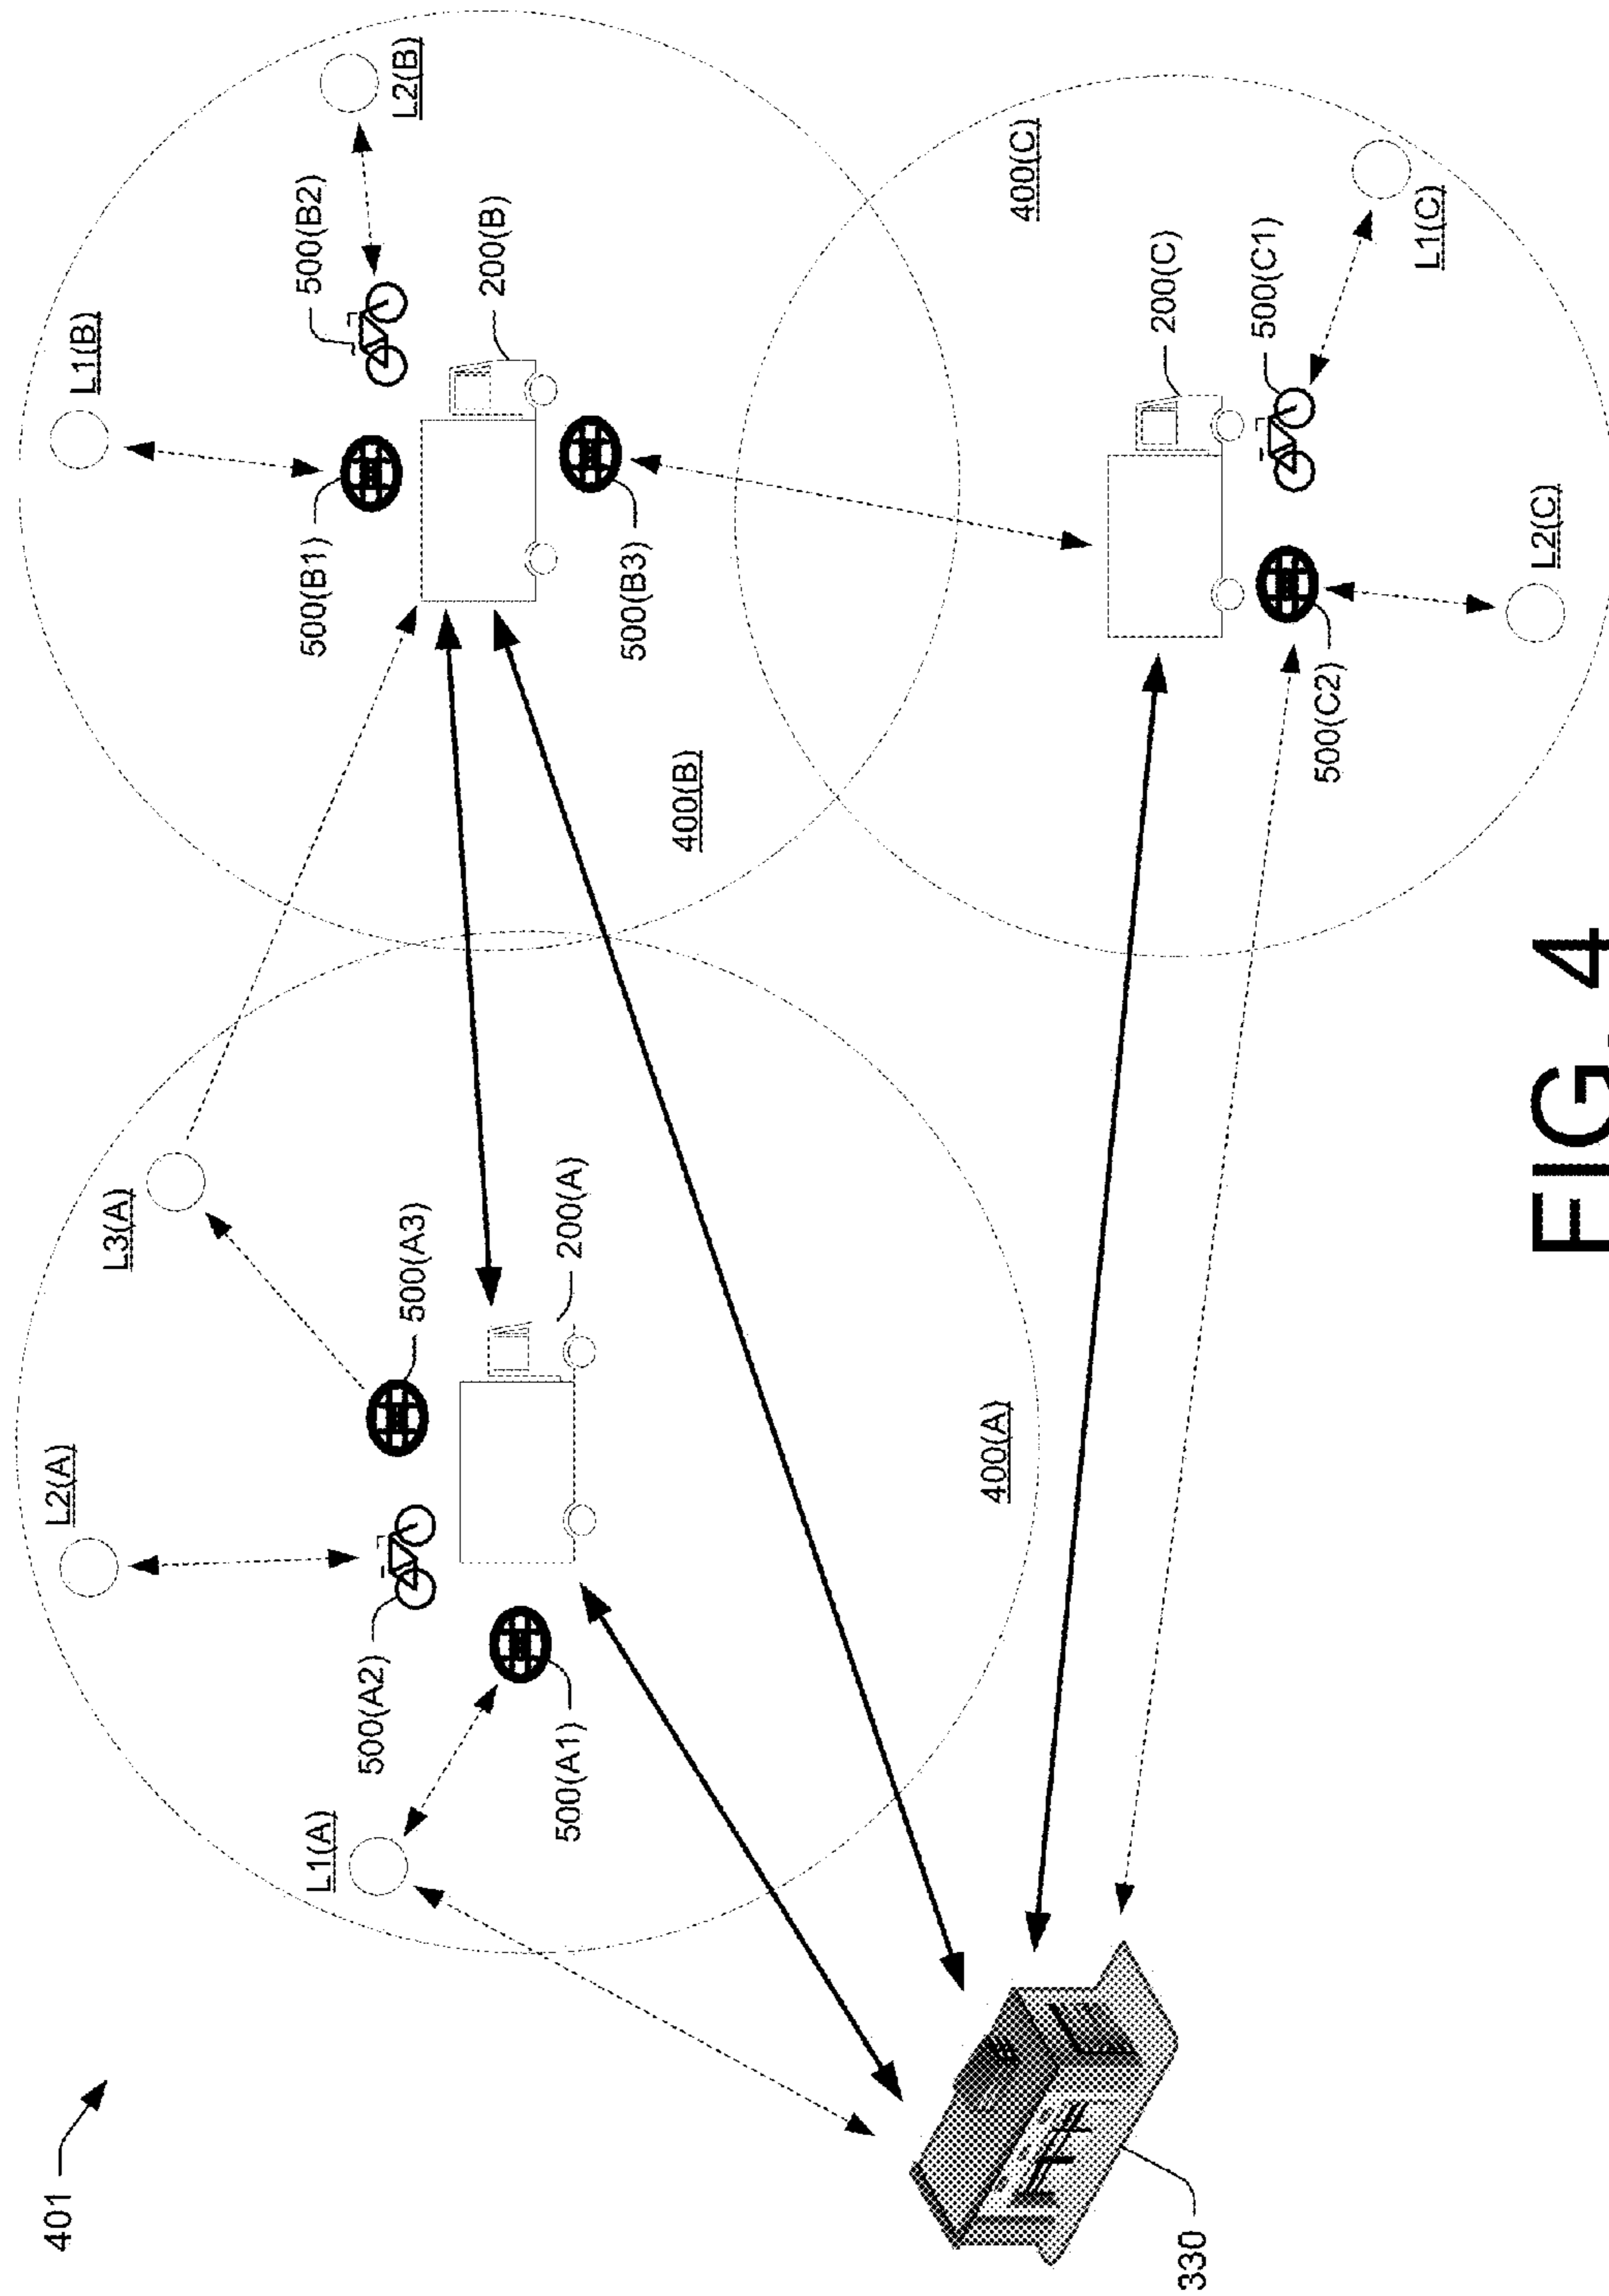 401
L1(A)
L2(A)
L3(A)
500(A2)
500(A3)
500(A1)
200(A)
400(A)
L1(B)
L2(B)
500(B1)
500(B2)
200(B)
500(B3)
400(B)
400(C)
200(C)
500(C1)
500(C2)
L1(C)
L2(C)
330
FIG. 4